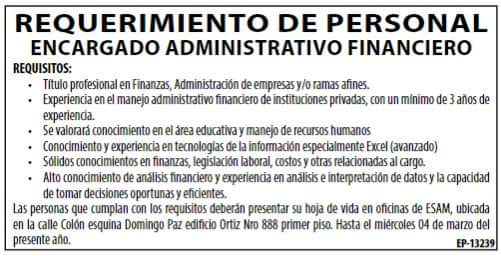 REQUERIMIENTO DE PERSONAL
ENCARGADO ADMINISTRATIVO FINANCIERO
REQUISITOS:
• Título profesional en Finanzas, Administración de empresas y/o ramas afines.
• Experiencia en el manejo administrativo financiero de instituciones privadas, con un mínimo de 3 años de
experiencia.
• Se valorará conocimiento en el área educativa y manejo de recursos humanos
• Conocimiento y experiencia en tecnologías de la información especialmente Excel (avanzado)
• Sólidos conocimientos en finanzas, legislación laboral, costos y otras relacionadas al cargo.
• Alto conocimiento de análisis financiero y experiencia en análisis e interpretación de datos y la capacidad
de tomar decisiones oportunas y eficientes.
Las personas que cumplan con los requisitos deberán presentar su hoja de vida en oficinas de ESAM, ubicada
en la calle Colón esquina Domingo Paz edificio Ortiz Nro 888 primer piso. Hasta el miércoles 04 de marzo del
presente año.
EP-13239